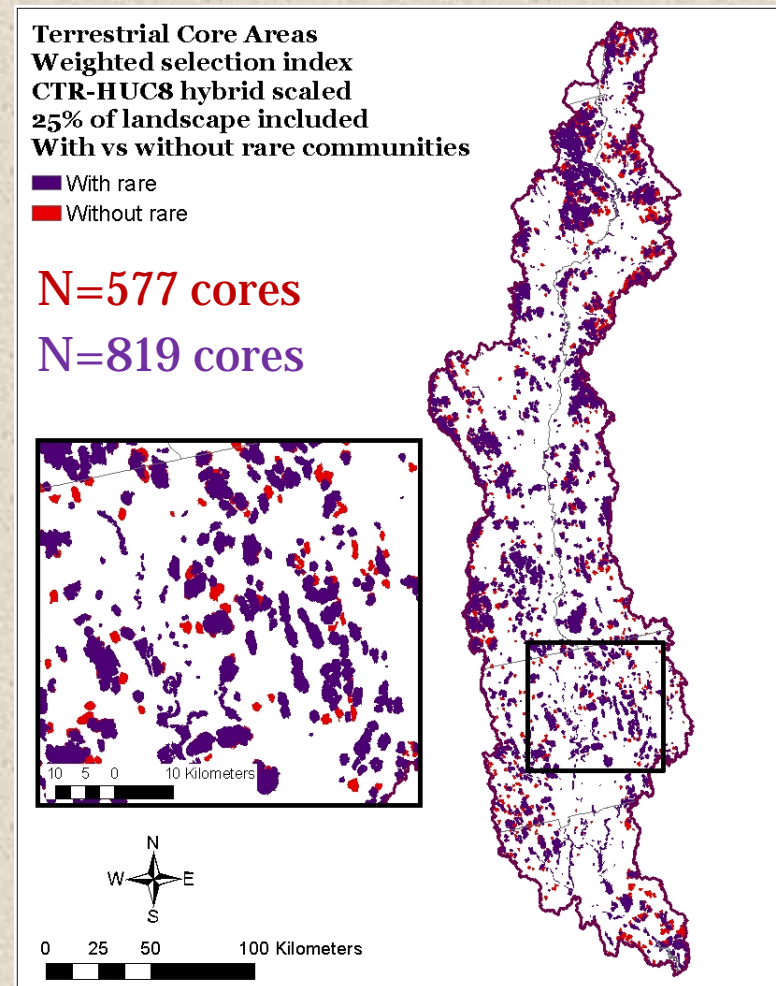 Terrestrial Core Areas
Weighted selection index
CTR-HUC8 hybrid scaled
25% of landscape included
With vs without rare communities
With rare
Without rare
N=577 cores
N=819 cores
10 5 0 10 Kilometers
N
W E
S
0 25 50 100 Kilometers